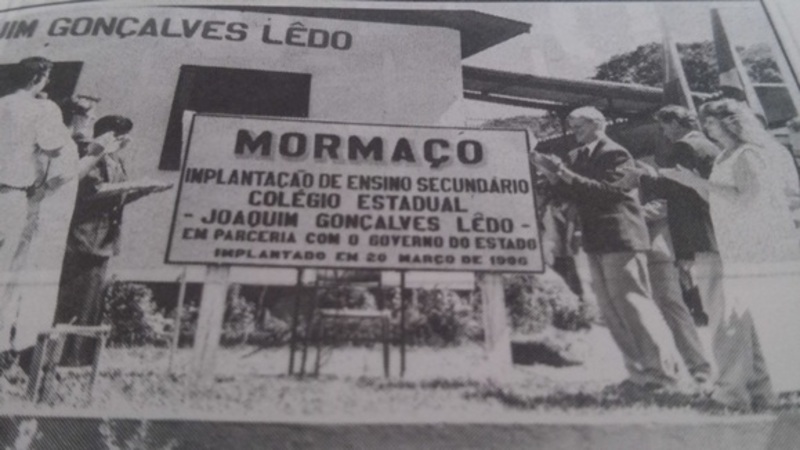 UIM GONÇALVES LÊDO
MORMAÇO
IMPLANTAÇÃO DE ENSINO SECUNDÁRIO
COLÉGIO ESTADUAL
- JOAQUIM GONÇALVES LÊDO -
EM PARCERIA COM O GOVERNO DO ESTADO
IMPLANTADO EM 20 MARÇO DE 1996